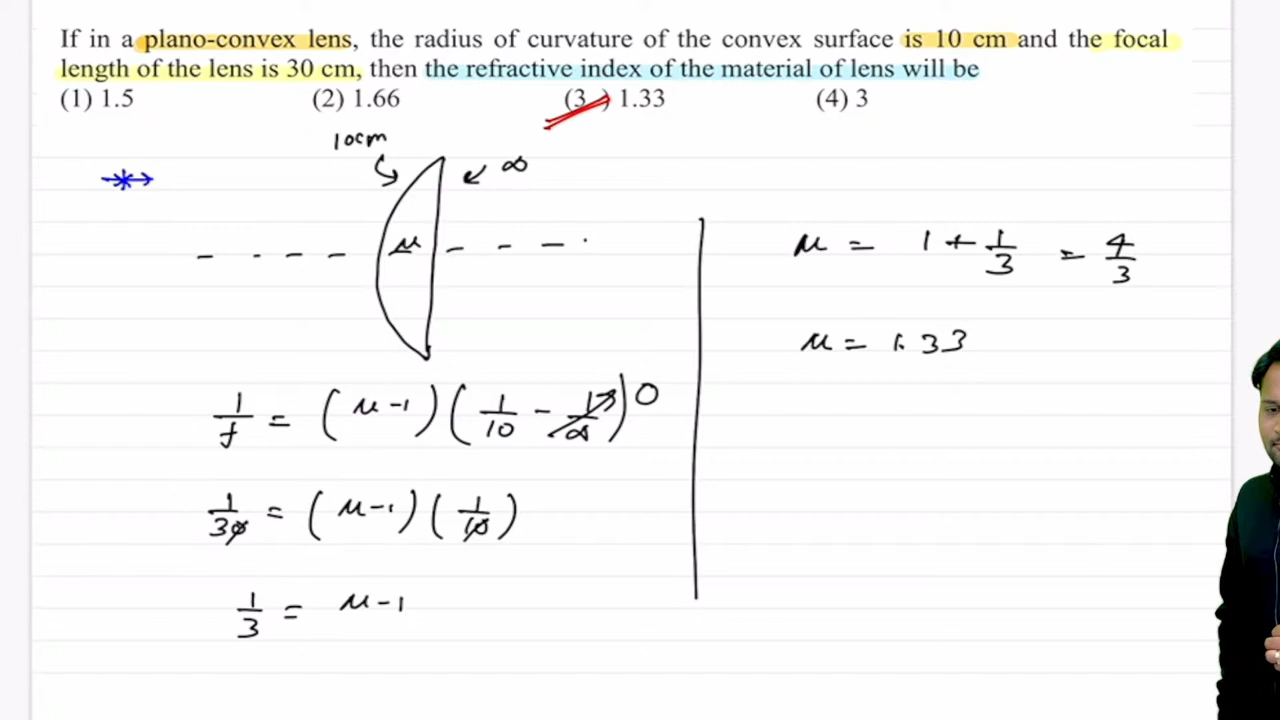 If in a plano-convex lens, the radius of curvature of the convex surface is 10 cm and the focal
length of the lens is 30 cm, then the refractive index of the material of lens will be
(1) 1.5 (2) 1.66 (3) 1.33 (4) 3
10cm
∞
μ
1/f = (μ-1)(1/10 - 1/∞) 0
1/30 = (μ-1)(1/10)
1/3 = μ-1
μ = 1 + 1/3 = 4/3
μ = 1.33